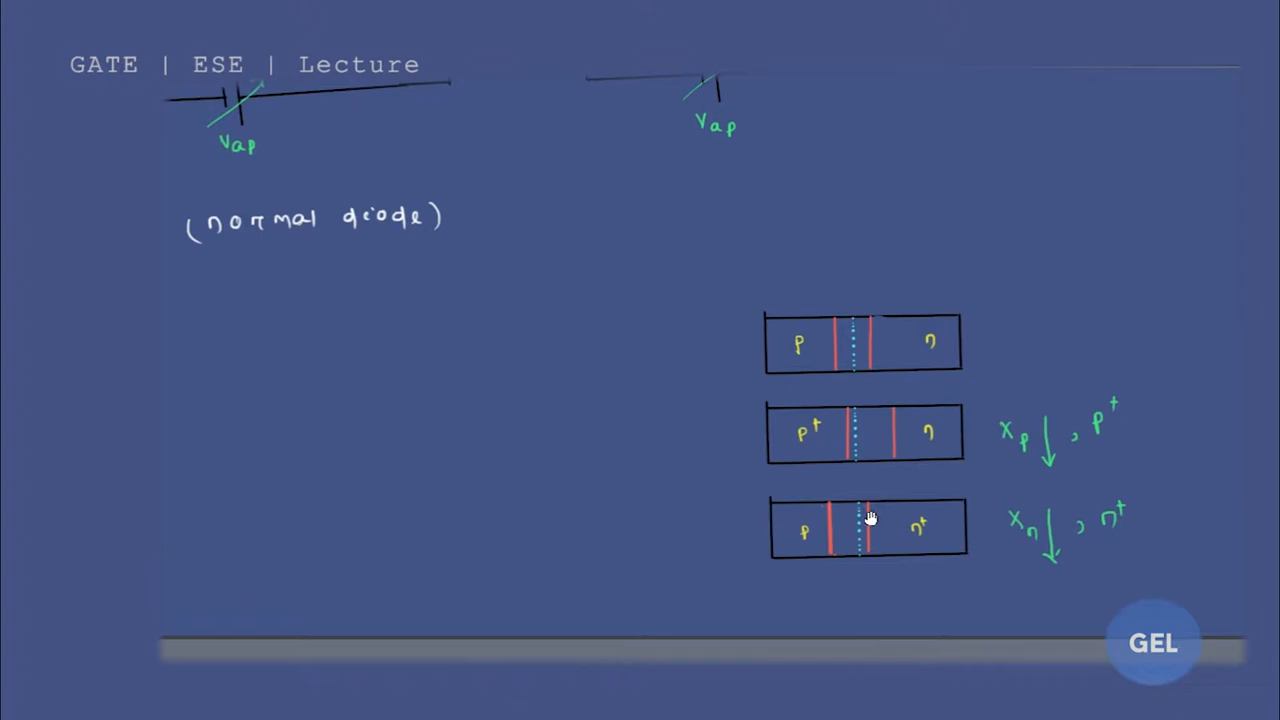 GATE | ESE | Lecture
Vap
Vap
(normal diode)
p n
p+ n xp↓, p+
p n+ xn↓, n+
GEL